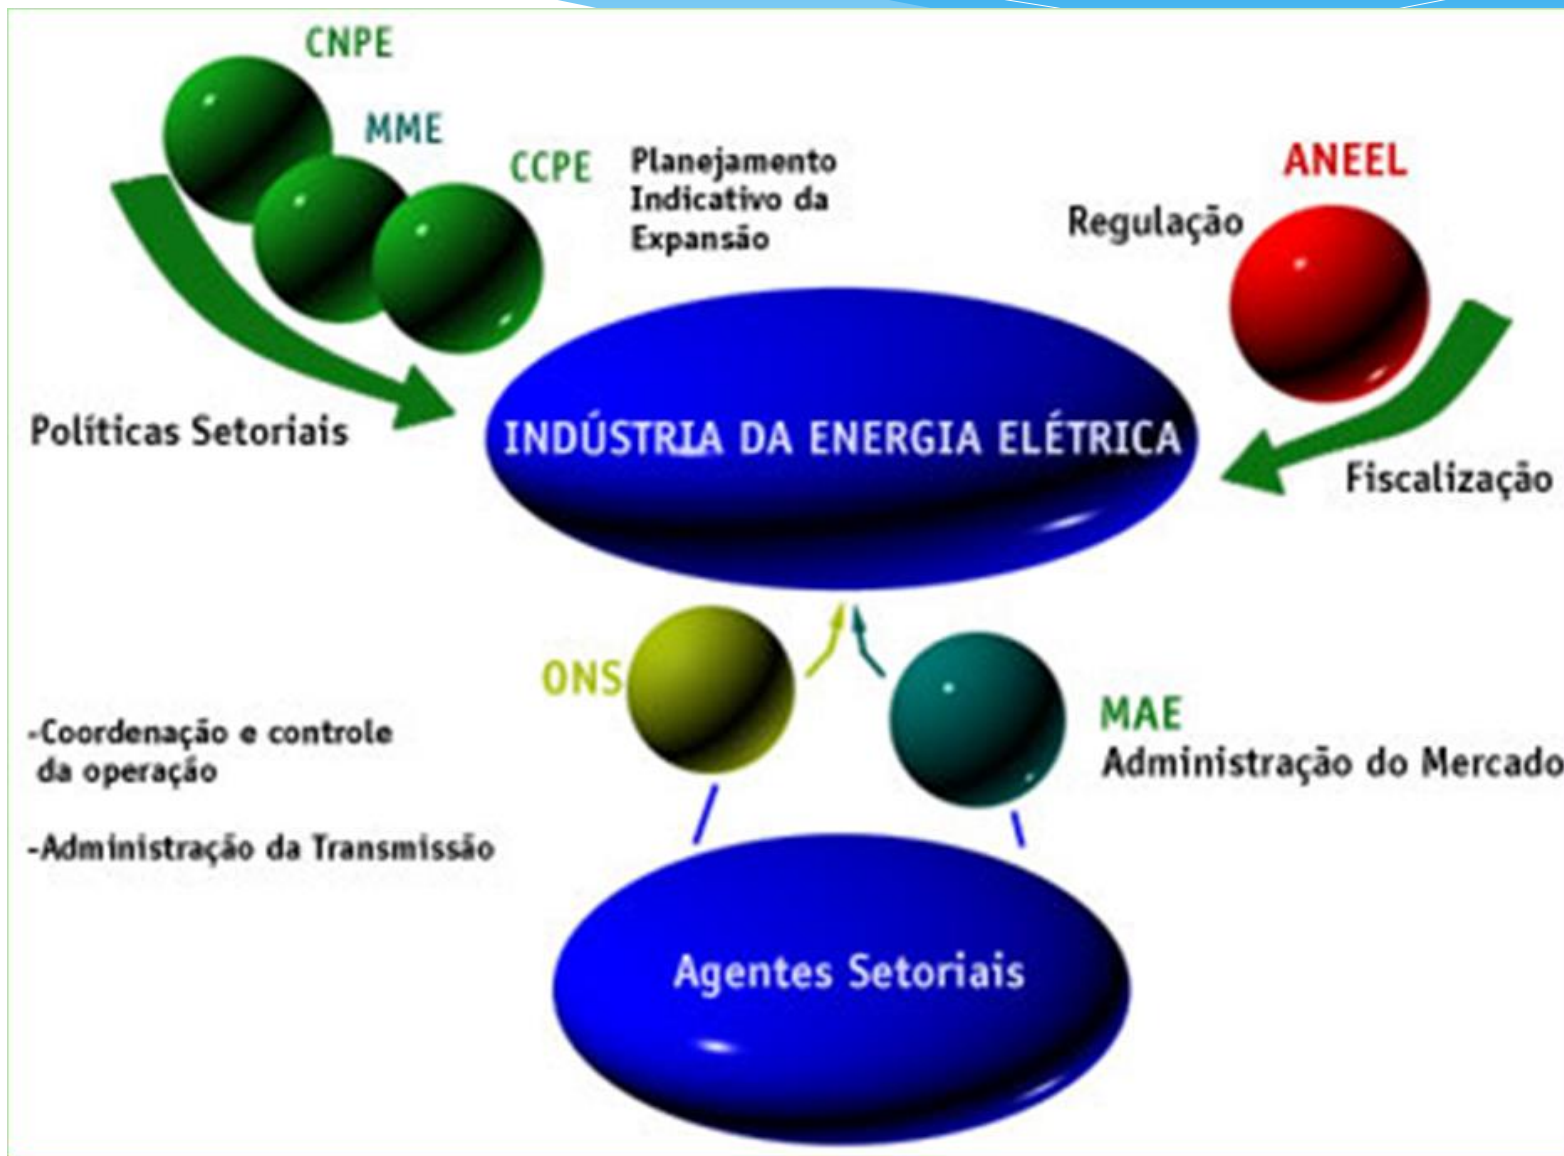 CNPE
MME
CCPE
Planejamento
Indicativo da
Expansão
ANEEL
Regulação
Políticas Setoriais
INDÚSTRIA DA ENERGIA ELÉTRICA
Fiscalização
ONS
-Coordenação e controle
da operação
-Administração da Transmissão
MAE
Administração do Mercado
Agentes Setoriais